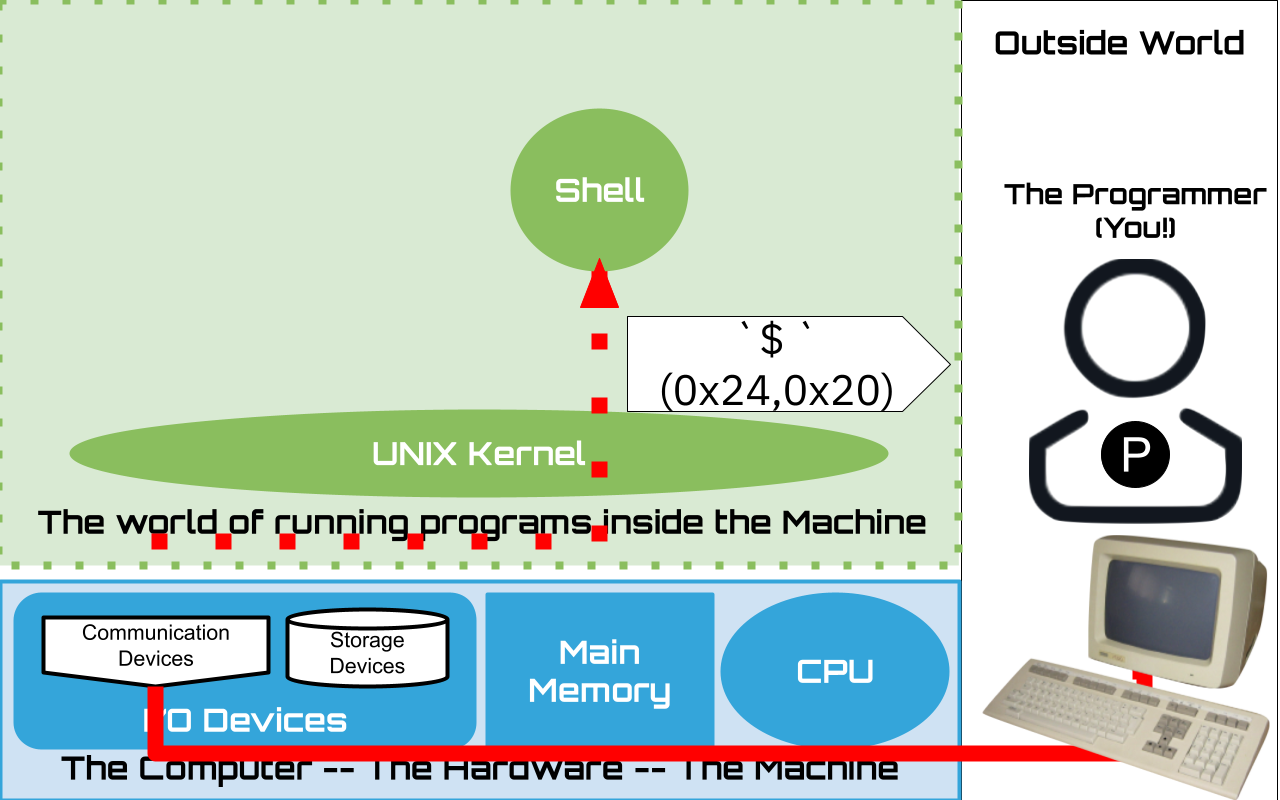 Outside World
The Programmer
(You!)
P
Shell
`$ `
(0x24,0x20)
UNIX Kernel
The world of running programs inside the Machine
Communication
Devices
Storage
Devices
I/O Devices
Main
Memory
CPU
The Computer -- The Hardware -- The Machine